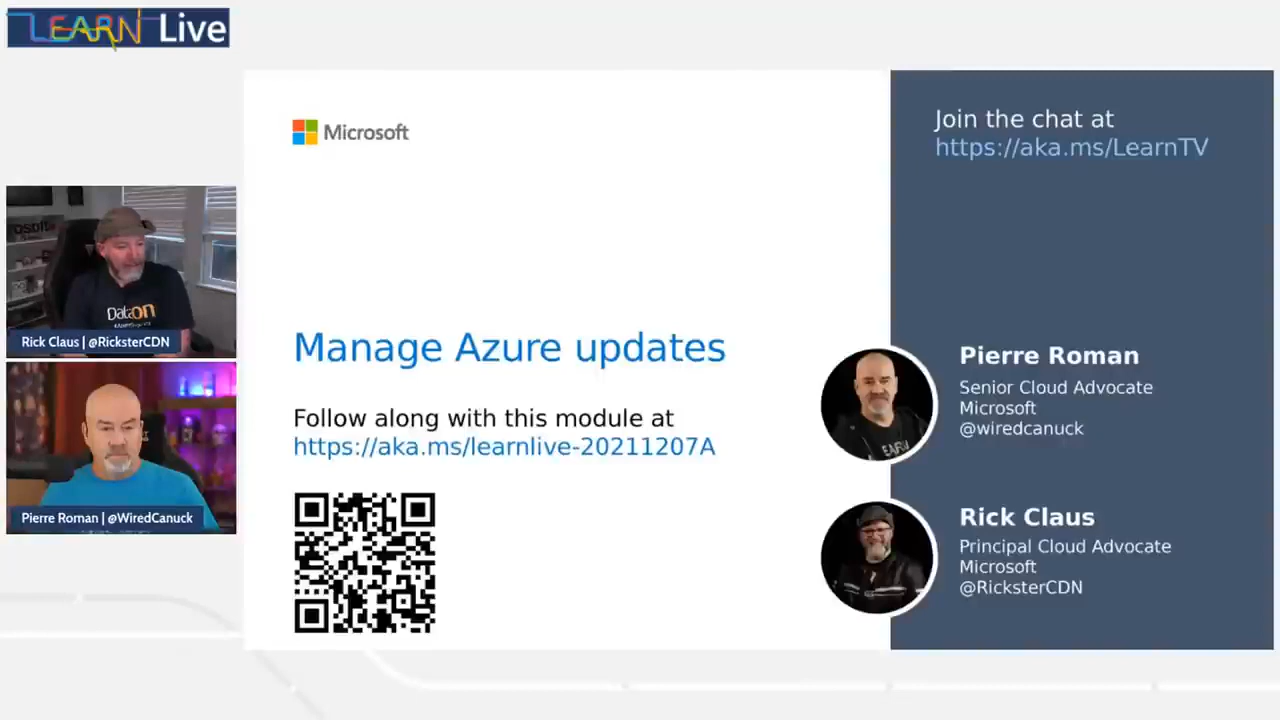 LEARN Live
Microsoft
Join the chat at
https://aka.ms/LearnTV
DataON
Rick Claus | @RicksterCDN
Pierre Roman | @WiredCanuck
Manage Azure updates
Follow along with this module at
https://aka.ms/learnlive-20211207A
Pierre Roman
Senior Cloud Advocate
Microsoft
@wiredcanuck
Rick Claus
Principal Cloud Advocate
Microsoft
@RicksterCDN